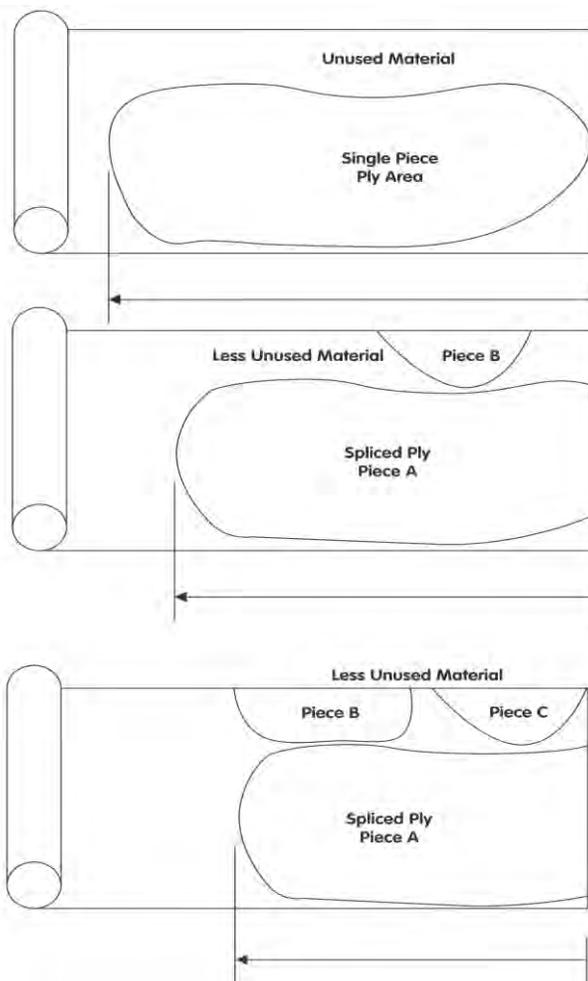 Unused Material
Single Piece
Ply Area
Less Unused Material
Piece B
Spliced Ply
Piece A
Less Unused Material
Piece B
Piece C
Spliced Ply
Piece A